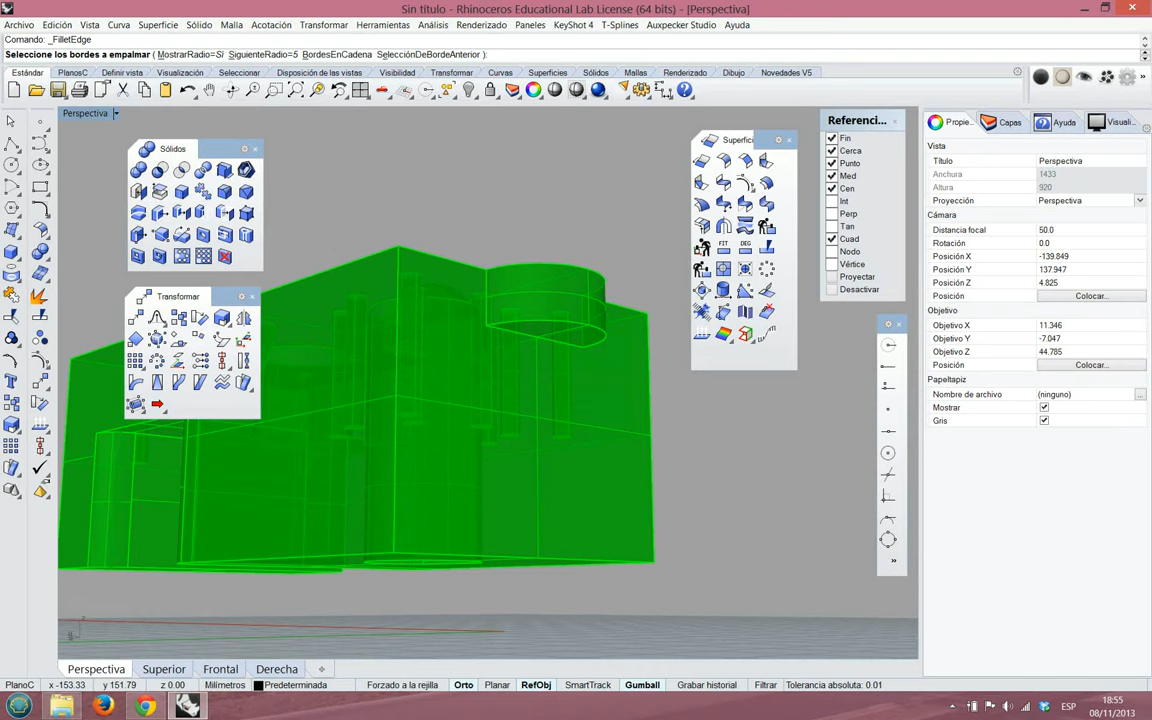 Sin título - Rhinoceros Educational Lab License (64 bits) - [Perspectiva]
Archivo Edición Vista Curva Superficie Sólido Malla Acotación Transformar Herramientas Análisis Renderizado Paneles KeyShot 4 T-Splines Auxpecker Studio Ayuda
Comando: _FilletEdge
Seleccione los bordes a empalmar ( MostrarRadio=Sí SiguienteRadio=5 BordesEnCadena SelecciónDeBordeAnterior ):
Estándar PlanosC Definir vista Visualización Seleccionar Disposición de las vistas Visibilidad Transformar Curvas Superficies Sólidos Mallas Renderizado Dibujo Novedades V5
Perspectiva
Sólidos
Transformar
Superfici
FIT DEG
Referenci...
Fin
Cerca
Punto
Med
Cen
Int
Perp
Tan
Cuad
Nodo
Vértice
Proyectar
Desactivar
Propie... Capas Ayuda Visuali...
Vista
Título Perspectiva
Anchura 1433
Altura 920
Proyección Perspectiva
Cámara
Distancia focal 50.0
Rotación 0.0
Posición X -139.849
Posición Y 137.947
Posición Z 4.825
Posición Colocar...
Objetivo
Objetivo X 11.346
Objetivo Y -7.047
Objetivo Z 44.785
Posición Colocar...
Papeltapiz
Nombre de archivo (ninguno) ...
Mostrar
Gris
Perspectiva Superior Frontal Derecha
PlanoC x -153.33 y 151.79 z 0.00 Milímetros Predeterminada Forzado a la rejilla Orto Planar RefObj SmartTrack Gumball Grabar historial Filtrar Tolerancia absoluta: 0.01
ESP
18:55
08/11/2013